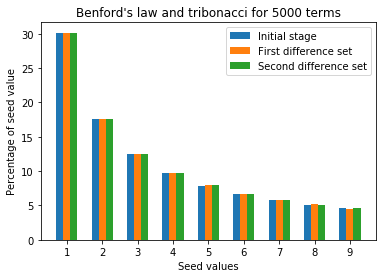 Benford's law and tribonacci for 5000 terms
Initial stage
First difference set
Second difference set
Percentage of seed value
30
25
20
15
10
5
0
1 2 3 4 5 6 7 8 9
Seed values